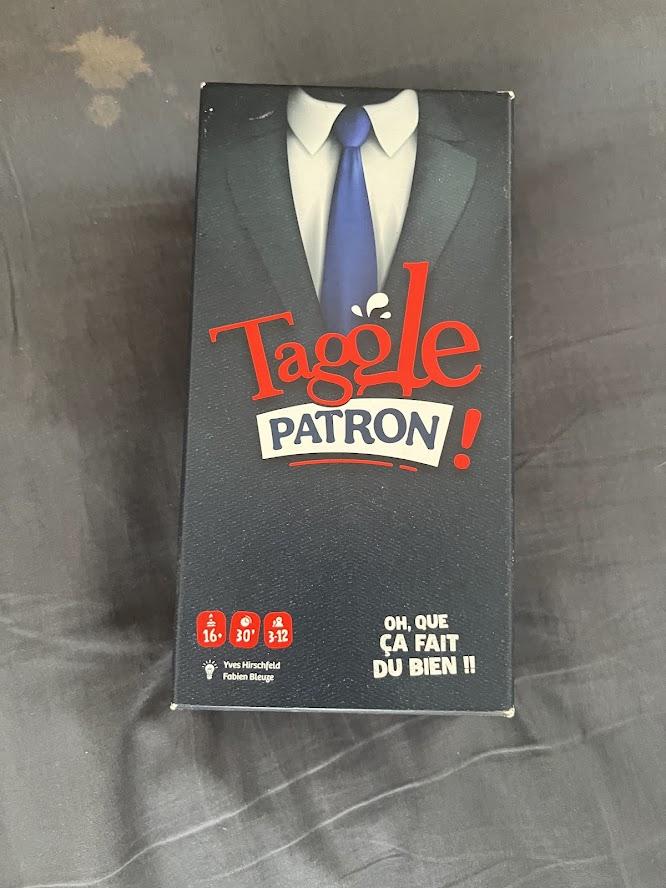 Taggle
PATRON !
16+
30'
3-12
Yves Hirschfeld
Fabien Bleuze
OH, QUE
ÇA FAIT
DU BIEN !!